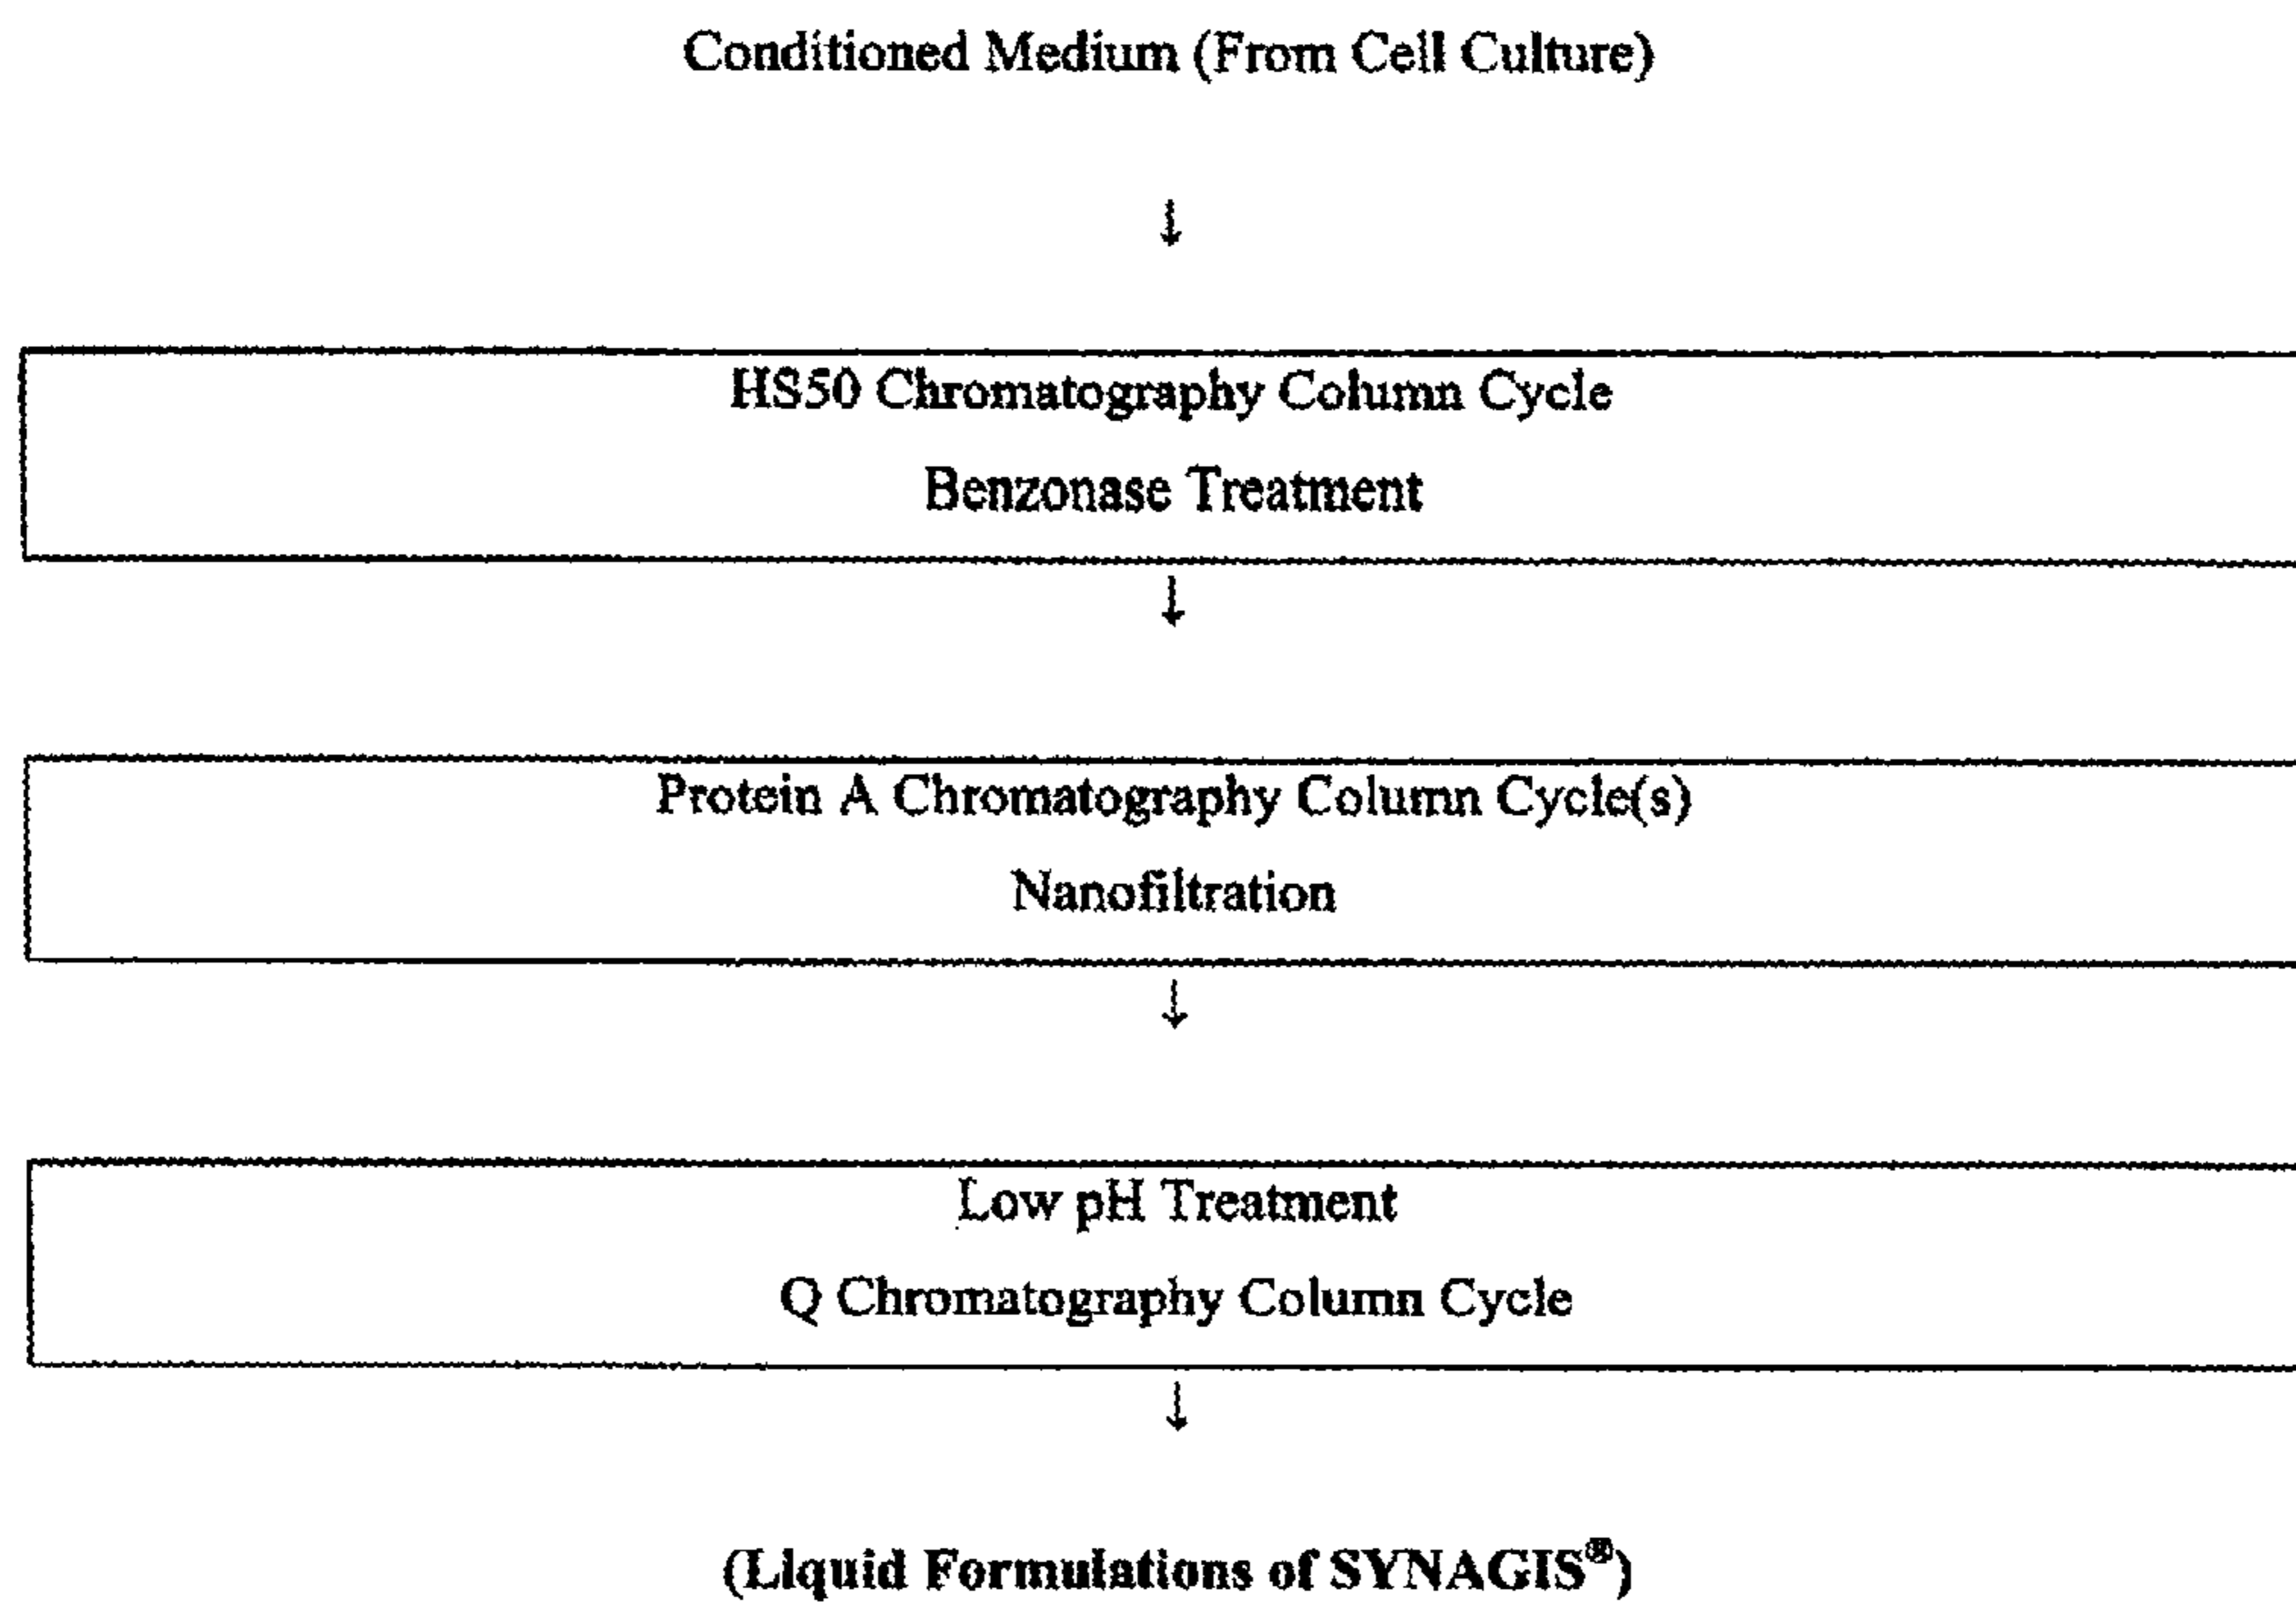 Conditioned Medium (From Cell Culture)
↓
HS50 Chromatography Column Cycle
Benzonase Treatment
↓
Protein A Chromatography Column Cycle(s)
Nanofiltration
↓
Low pH Treatment
Q Chromatography Column Cycle
↓
(Liquid Formulations of SYNAGIS®)